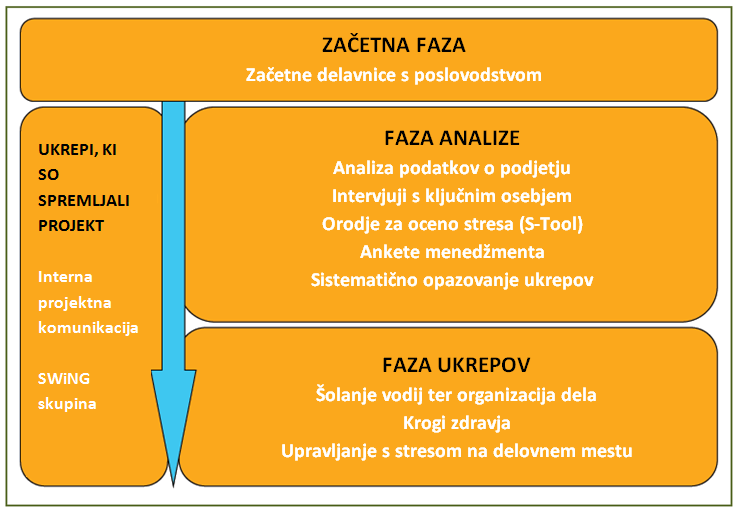 ZAČETNA FAZA
Začetne delavnice s poslovodstvom
UKREPI, KI
SO
SPREMLJALI
PROJEKT
Interna
projektna
komunikacija
SWiNG
skupina
FAZA ANALIZE
Analiza podatkov o podjetju
Intervjuji s ključnim osebjem
Orodje za oceno stresa (S-Tool)
Ankete menedžmenta
Sistematično opazovanje ukrepov
FAZA UKREPOV
Šolanje vodij ter organizacija dela
Krogi zdravja
Upravljanje s stresom na delovnem mestu